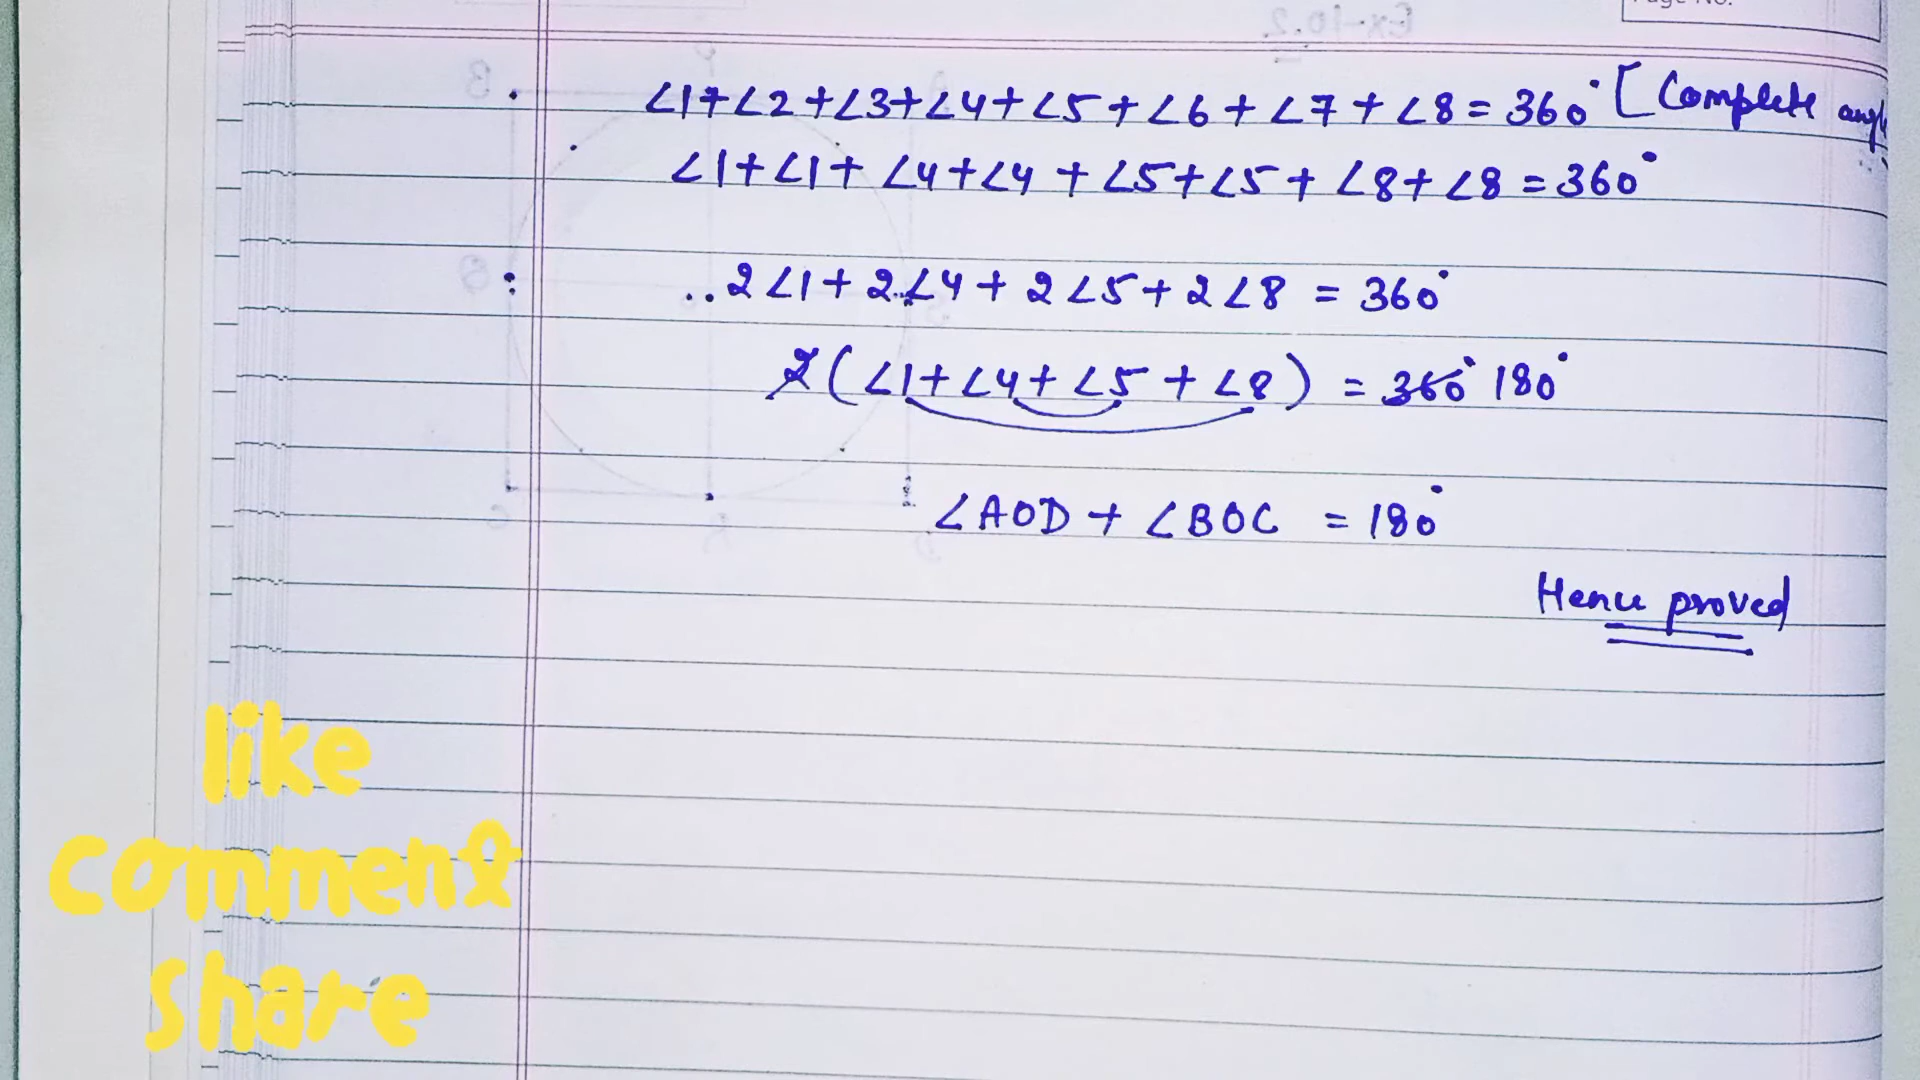 ∠1+∠2+∠3+∠4+∠5+∠6+∠7+∠8=360° [Complete
∠1+∠1+∠4+∠4+∠5+∠5+∠8+∠8=360°
2∠1+2∠4+2∠5+2∠8=360°
2(∠1+∠4+∠5+∠8)=360° 180°
∠AOD+∠BOC=180°
Hence proved
like
comment
share